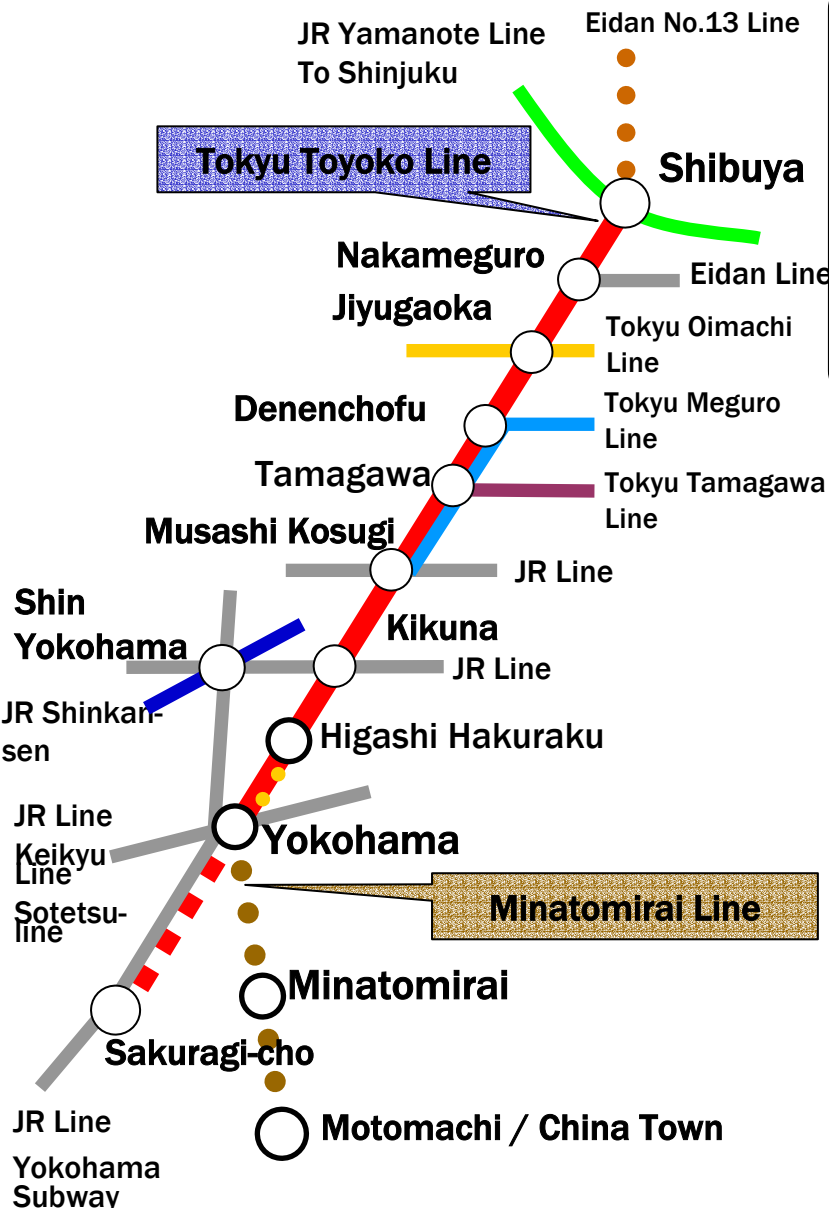 Eidan No.13 Line
JR Yamanote Line
To Shinjuku
Tokyu Toyoko Line
Shibuya
Nakameguro
Eidan Line
Jiyugaoka
Tokyu Oimachi
Line
Denenchofu
Tokyu Meguro
Line
Tamagawa
Tokyu Tamagawa
Line
Musashi Kosugi
JR Line
Shin
Yokohama
Kikuna
JR Line
JR Shinkan-
sen
Higashi Hakuraku
JR Line
Keikyu
Line
Sotetsu-
line
Yokohama
Minatomirai Line
Minatomirai
Sakuragi-cho
Motomachi / China Town
JR Line
Yokohama
Subway